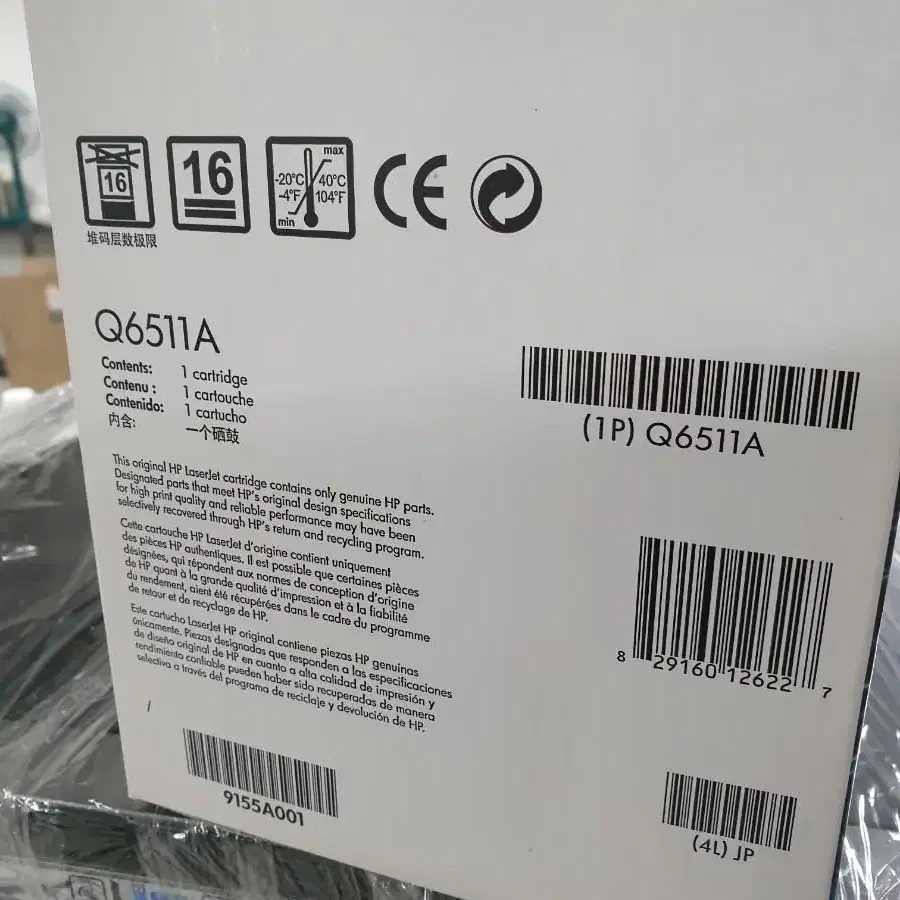 16
16
max
-20°C
40°C
-4°F
104°F
min
CE
堆码层数极限
Q6511A
Contents: 1 cartridge
Contenu : 1 cartouche
Contenido: 1 cartucho
内含: 一个硒鼓
(1P) Q6511A
This original HP LaserJet cartridge contains only genuine HP parts.
Designated parts that meet HP's original design specifications
for high print quality and reliable performance may have been
selectively recovered through HP's return and recycling program.
Cette cartouche HP LaserJet d'origine contient uniquement
des pièces HP authentiques. Il est possible que certaines pièces
désignées, qui répondent aux normes de conception d'origine
de HP quant à la grande qualité d'impression et à la fiabilité
du rendement, aient été récupérées dans le cadre du programme
de retour et de recyclage de HP.
Este cartucho LaserJet HP original contiene piezas HP genuinas
únicamente. Piezas designadas que responden a las especificaciones
de diseño original de HP en cuanto a alta calidad de impresión y
rendimiento confiable pueden haber sido recuperadas de manera
selectiva a través del programa de reciclaje y devolución de HP.
8 29160 12622 7
9155A001
(4L) JP